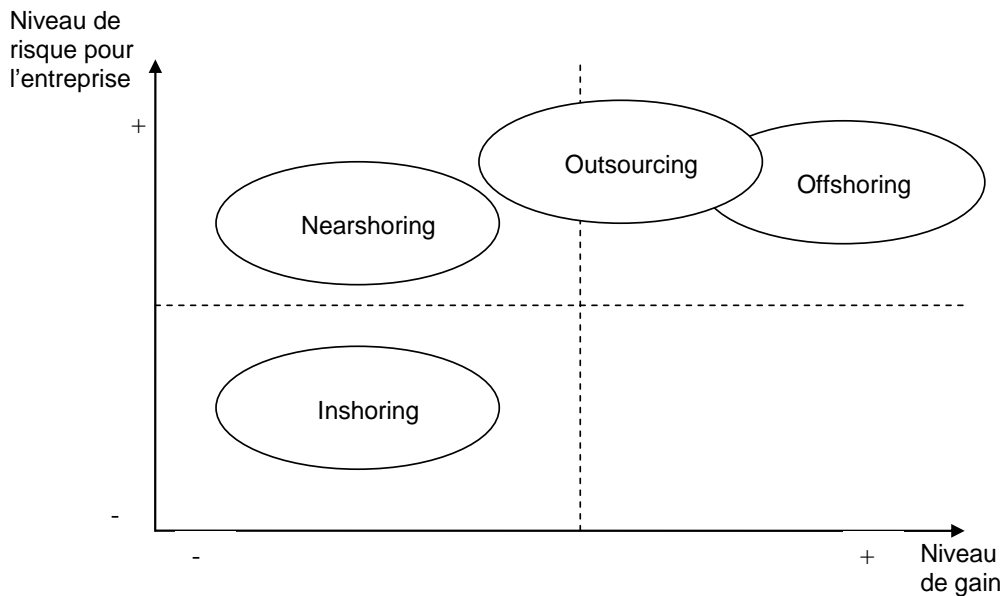 Niveau de
risque pour
l'entreprise
+
Outsourcing
Offshoring
Nearshoring
Inshoring
-
-
+
Niveau
de gain